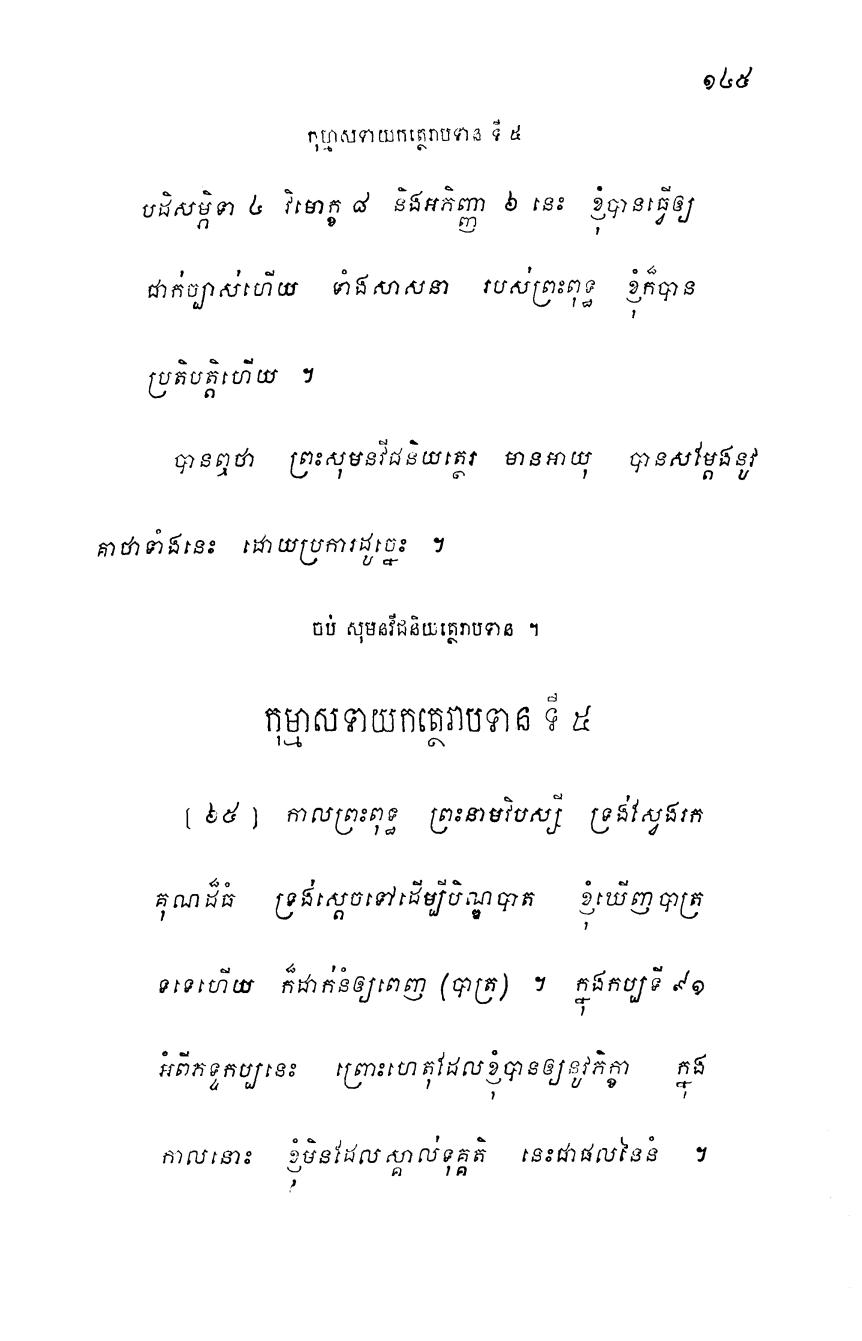 ១៤៥
កុម្មាសទាយកត្ថេរាបទាន ទី ៥
បដិសម្ភិទា ៤ វិមោក្ខ ៨ និងអភិញ្ញា ៦ នេះ ខ្ញុំបានធ្វើឲ្យ
ជាក់ច្បាស់ហើយ ទាំងសាសនា របស់ព្រះពុទ្ធ ខ្ញុំក៏បាន
ប្រតិបត្តិហើយ ។
បានឮថា ព្រះសុមនវីជនិយត្ថេរ មានអាយុ បានសម្តែងនូវ
គាថាទាំងនេះ ដោយប្រការដូច្នេះ ។
ចប់ សុមនវីជនិយត្ថេរាបទាន ។
កុម្មាសទាយកត្ថេរាបទាន ទី ៥
[ ៦៥ ] កាលព្រះពុទ្ធ ព្រះនាមវិបស្សី ទ្រង់ស្វែងរក
គុណដ៏ធំ ទ្រង់ស្តេចទៅដើម្បីបិណ្ឌបាត ខ្ញុំឃើញបាត្រ
ទទេហើយ ក៏ដាក់នំឲ្យពេញ (បាត្រ) ។ ក្នុងកប្បទី ៩១
អំពីភទ្ទកប្បនេះ ព្រោះហេតុដែលខ្ញុំបានឲ្យនូវភិក្ខា ក្នុង
កាលនោះ ខ្ញុំមិនដែលស្គាល់ទុគ្គតិ នេះជាផលនៃនំ ។